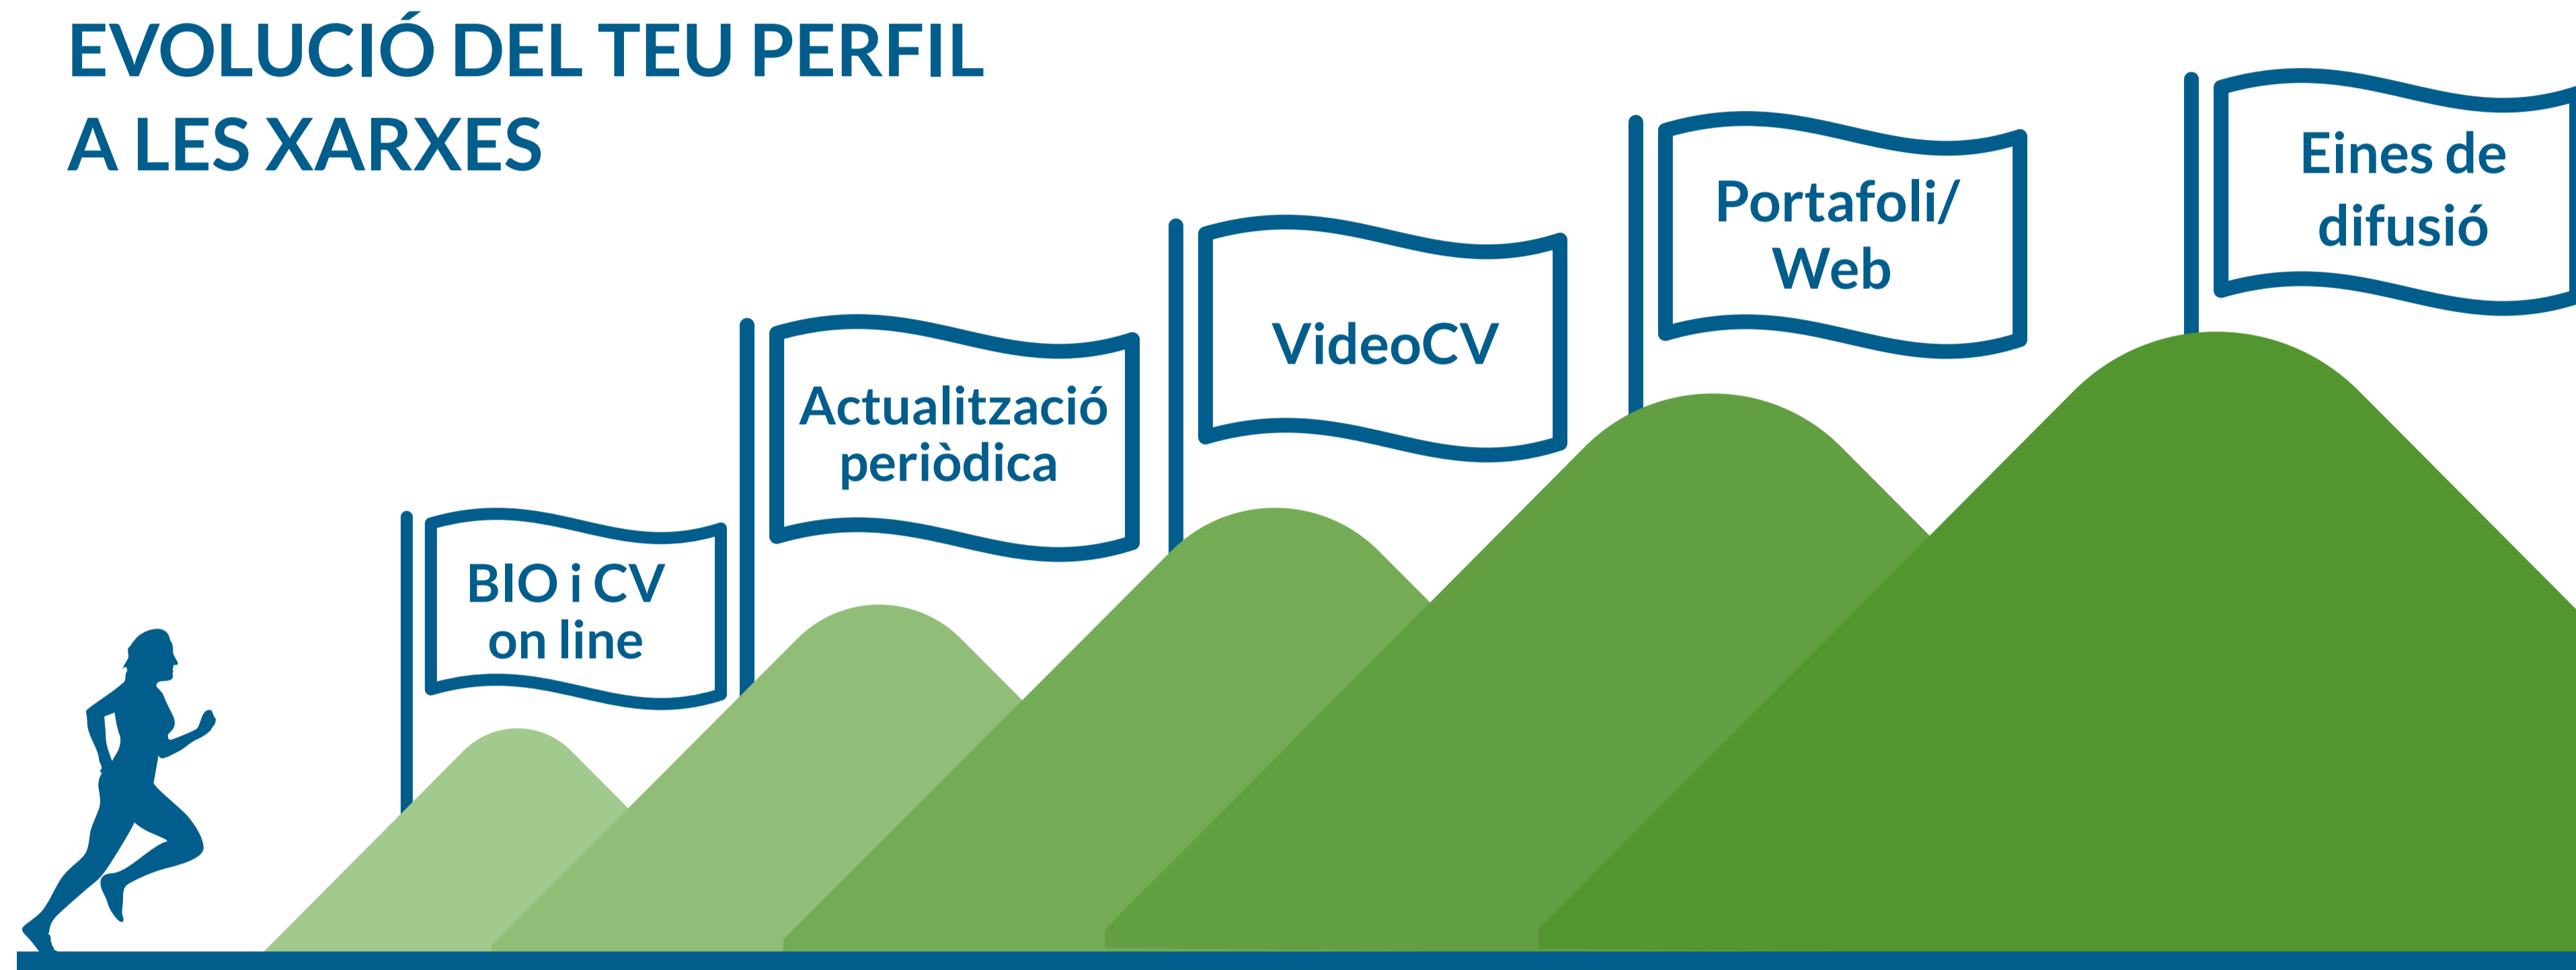 EVOLUCIÓ DEL TEU PERFIL
A LES XARXES
BIO i CV
on line
Actualització
periòdica
VideoCV
Portafoli/
Web
Eines de
difusió